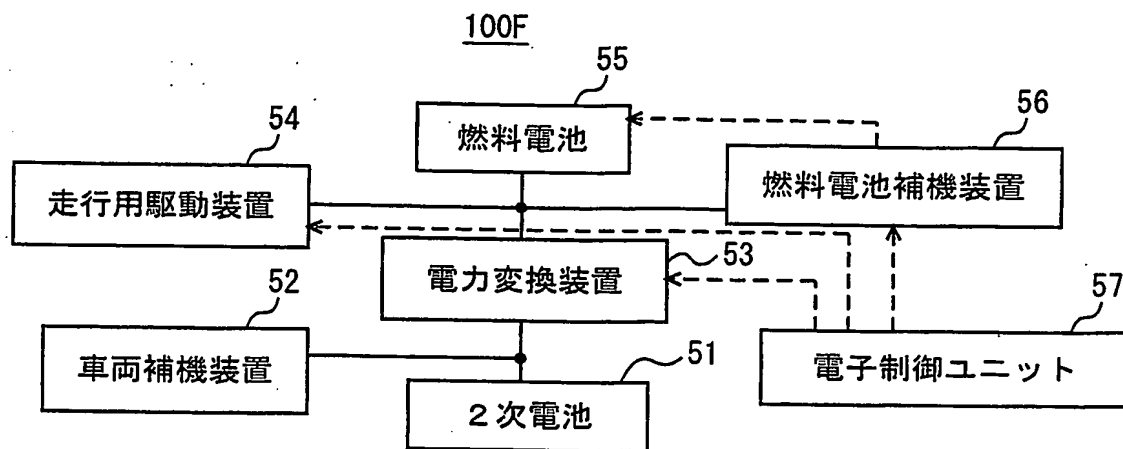 100F
55
燃料電池
54
走行用駆動装置
56
燃料電池補機装置
53
電力変換装置
52
車両補機装置
57
電子制御ユニット
51
2次電池